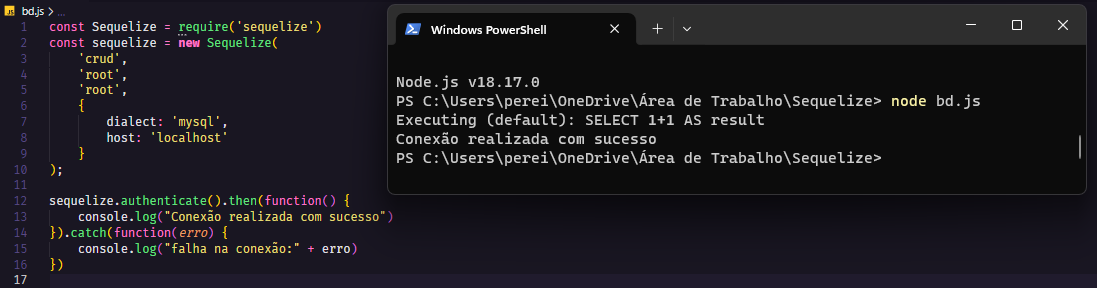 bd.js > ...
1 const Sequelize = require('sequelize')
2 const sequelize = new Sequelize(
3 'crud',
4 'root',
5 'root',
6 {
7 dialect: 'mysql',
8 host: 'localhost'
9 }
10 );
11
12 sequelize.authenticate().then(function() {
13 console.log("Conexão realizada com sucesso")
14 }).catch(function(erro) {
15 console.log("falha na conexão:" + erro)
16 })
17
Windows PowerShell
Node.js v18.17.0
PS C:\Users\perei\OneDrive\Área de Trabalho\Sequelize> node bd.js
Executing (default): SELECT 1+1 AS result
Conexão realizada com sucesso
PS C:\Users\perei\OneDrive\Área de Trabalho\Sequelize>